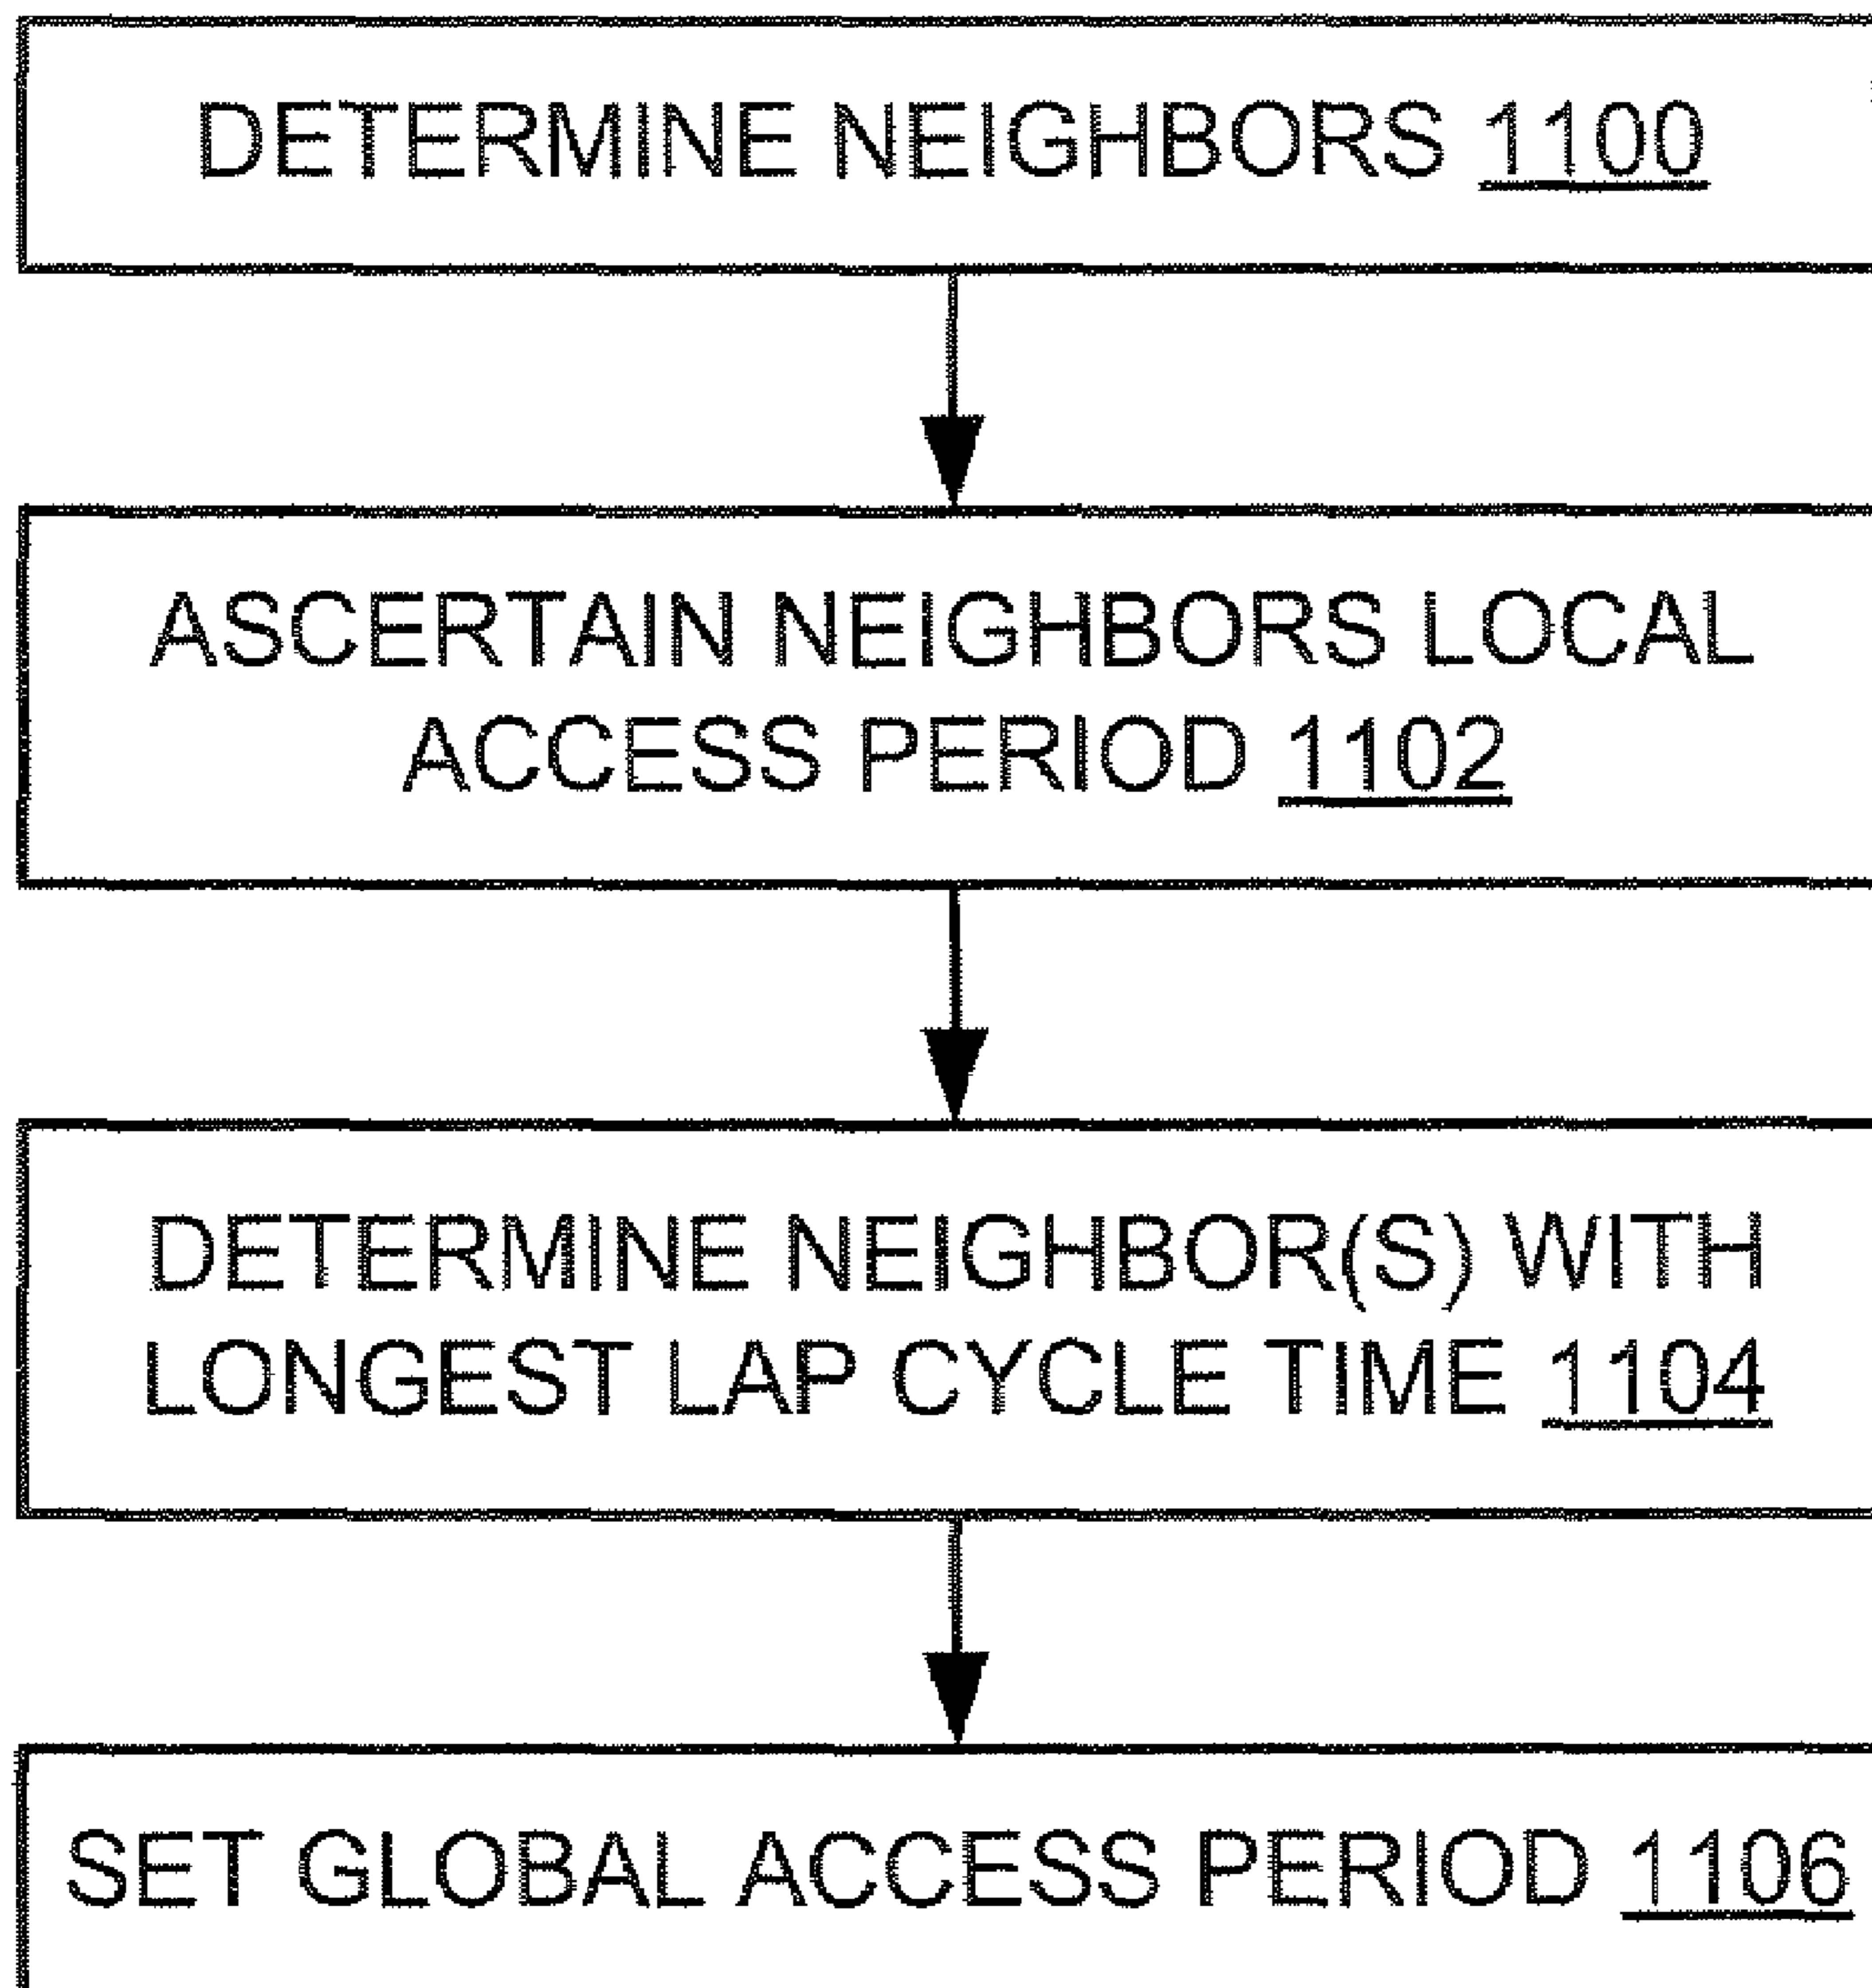 DETERMINE NEIGHBORS 1100
ASCERTAIN NEIGHBORS LOCAL
ACCESS PERIOD 1102
DETERMINE NEIGHBOR(S) WITH
LONGEST LAP CYCLE TIME 1104
SET GLOBAL ACCESS PERIOD 1106